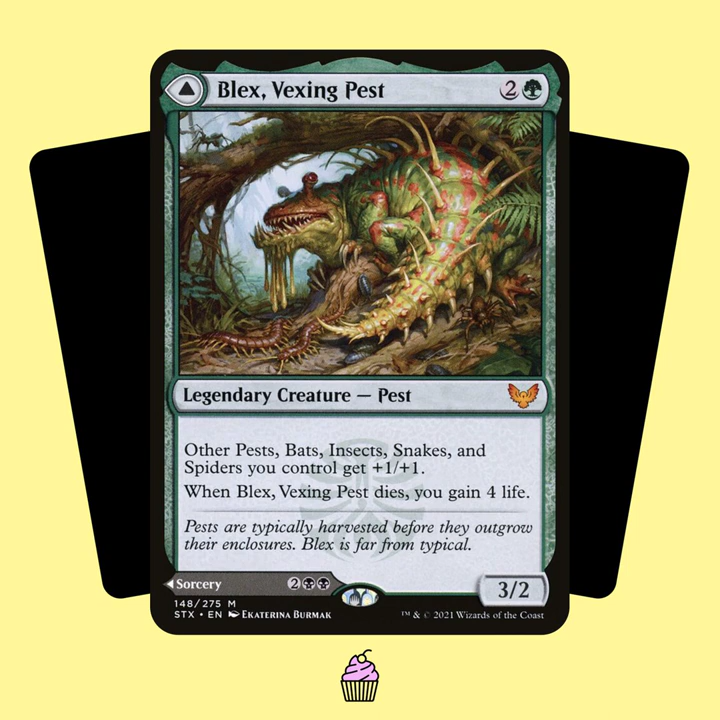 Blex, Vexing Pest 2
Legendary Creature — Pest
Other Pests, Bats, Insects, Snakes, and
Spiders you control get +1/+1.
When Blex, Vexing Pest dies, you gain 4 life.
Pests are typically harvested before they outgrow
their enclosures. Blex is far from typical.
Sorcery 2
3/2
148/275 M
STX • EN Ekaterina Burmak
™ & © 2021 Wizards of the Coast